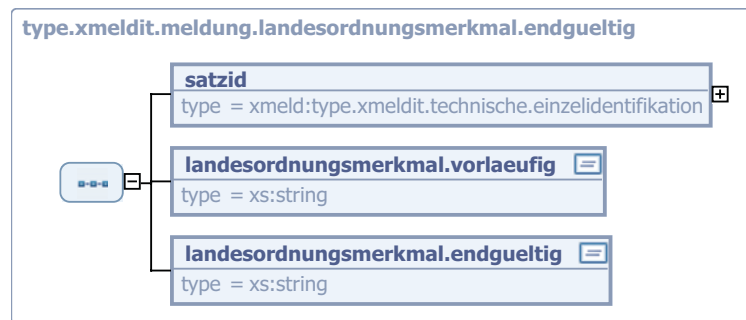 type.xmeldit.meldung.landesordnungsmerkmal.endgueltig
satzid
type = xmeld:type.xmeldit.technische.einzelidentifikation
landesordnungsmerkmal.vorlaeufig
type = xs:string
landesordnungsmerkmal.endgueltig
type = xs:string